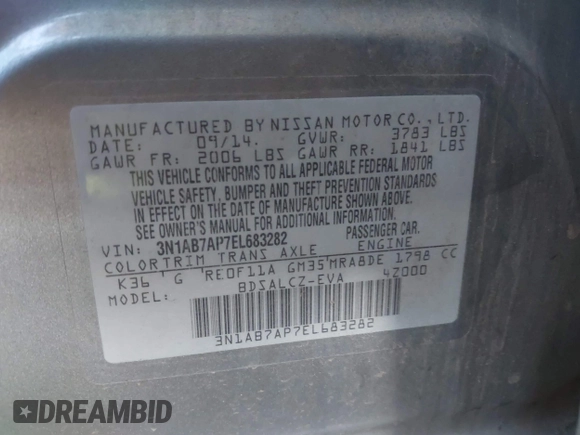 MANUFACTURED BY NISSAN MOTOR CO., LTD.
DATE: 09/14. GVWR: 3783 LBS
GAWR FR: 2006 LBS GAWR RR: 1841 LBS
THIS VEHICLE CONFORMS TO ALL APPLICABLE FEDERAL MOTOR
VEHICLE SAFETY, BUMPER AND THEFT PREVENTION STANDARDS
IN EFFECT ON THE DATE OF MANUFACTURE SHOWN ABOVE.
SEE OWNER'S MANUAL FOR ADDITIONAL INFORMATION.
VIN: 3N1AB7AP7EL683282 PASSENGER CAR.
COLOR TRIM TRANS AXLE ENGINE
K36 G RE0F11A GM35 MRA8DE 1798 CC
MODEL: BDSALCZ-EVA 4Z000
3N1AB7AP7EL683282
DREAMBID